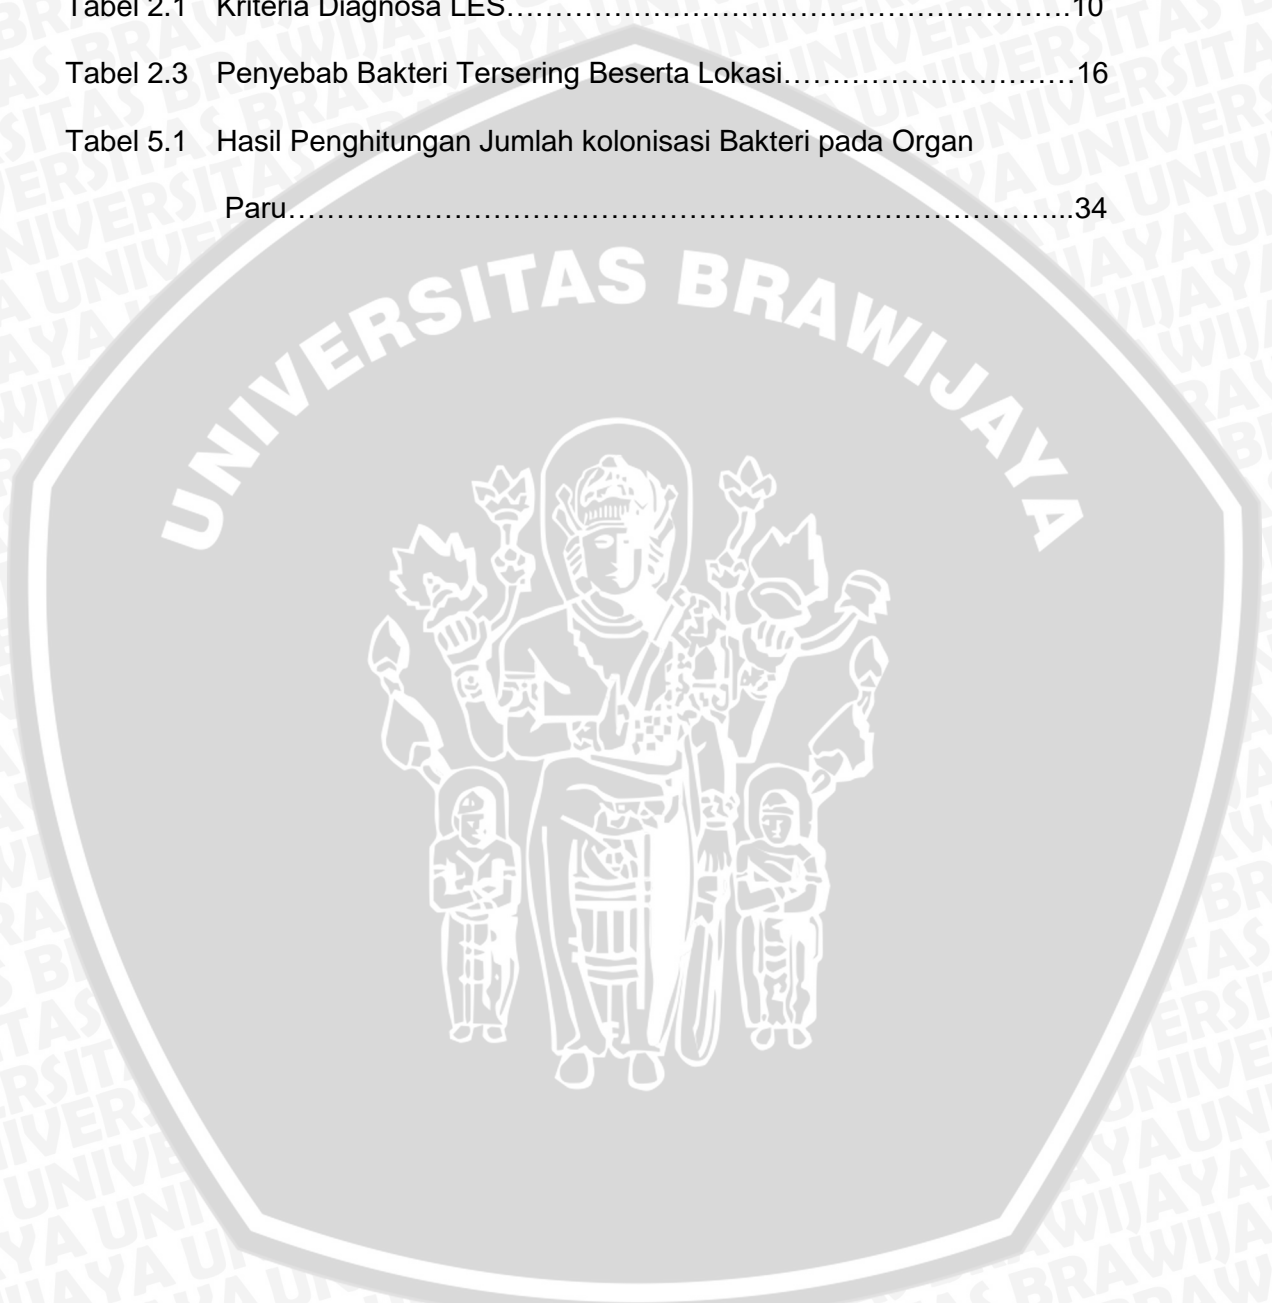 Tabel 2.1 Kriteria Diagnosa LES………………………………………………….10
Tabel 2.3 Penyebab Bakteri Tersering Beserta Lokasi…………………………16
Tabel 5.1 Hasil Penghitungan Jumlah kolonisasi Bakteri pada Organ
Paru…………………………………………………………………...34
UNIVERSITAS BRAWIJAYA